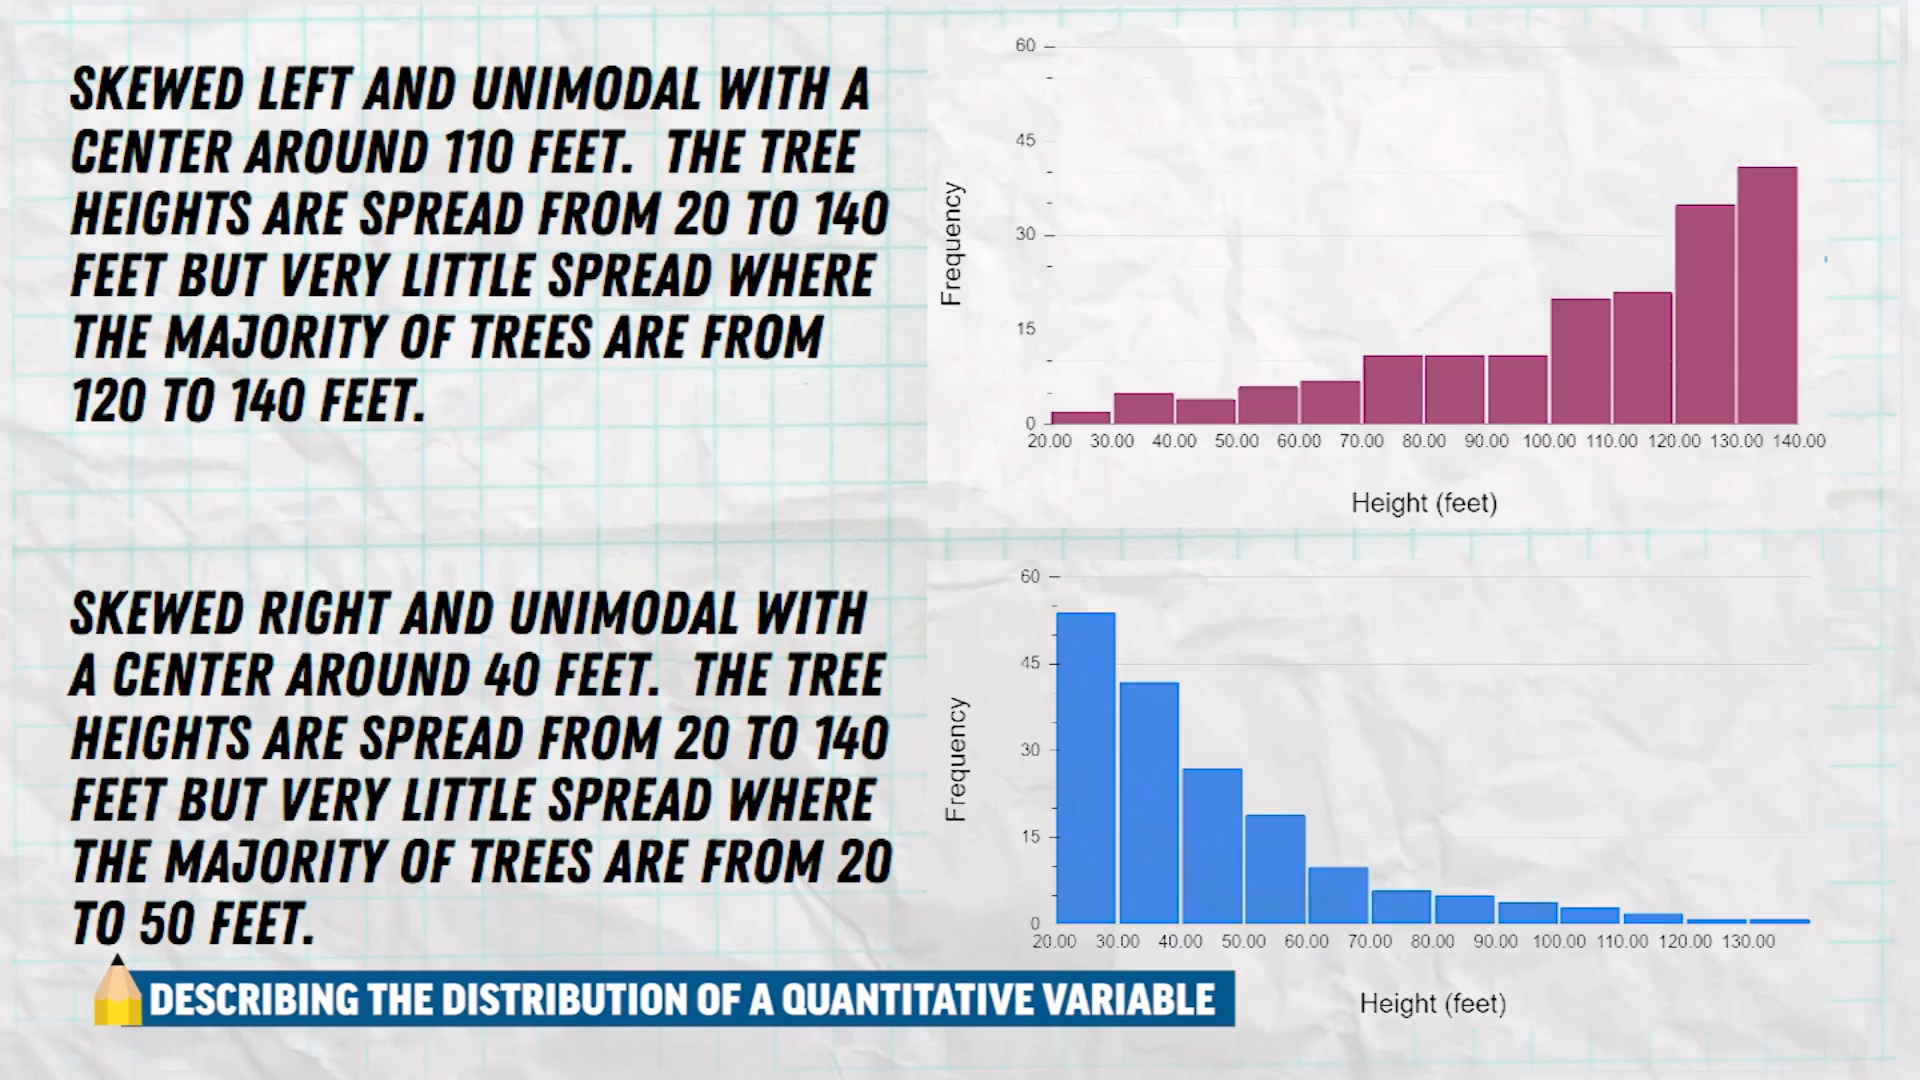 SKEWED LEFT AND UNIMODAL WITH A
CENTER AROUND 110 FEET. THE TREE
HEIGHTS ARE SPREAD FROM 20 TO 140
FEET BUT VERY LITTLE SPREAD WHERE
THE MAJORITY OF TREES ARE FROM
120 TO 140 FEET.
60
45
30
15
0
Frequency
20.00 30.00 40.00 50.00 60.00 70.00 80.00 90.00 100.00 110.00 120.00 130.00 140.00
Height (feet)
SKEWED RIGHT AND UNIMODAL WITH
A CENTER AROUND 40 FEET. THE TREE
HEIGHTS ARE SPREAD FROM 20 TO 140
FEET BUT VERY LITTLE SPREAD WHERE
THE MAJORITY OF TREES ARE FROM 20
TO 50 FEET.
60
45
30
15
0
Frequency
20.00 30.00 40.00 50.00 60.00 70.00 80.00 90.00 100.00 110.00 120.00 130.00
Height (feet)
DESCRIBING THE DISTRIBUTION OF A QUANTITATIVE VARIABLE